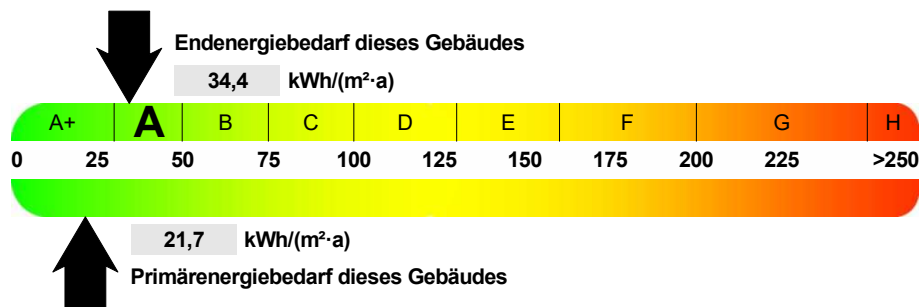 Endenergiebedarf dieses Gebäudes
34,4 kWh/(m²·a)
A+ A B C D E F G H
0 25 50 75 100 125 150 175 200 225 >250
21,7 kWh/(m²·a)
Primärenergiebedarf dieses Gebäudes